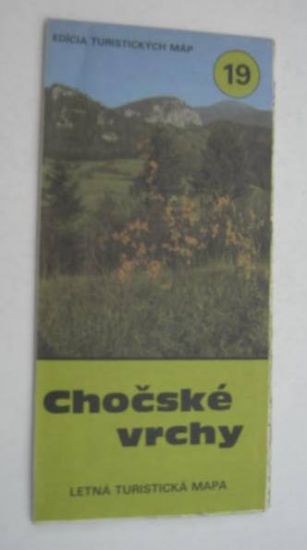 EDÍCIA TURISTICKÝCH MÁP
19
Chočské
vrchy
LETNÁ TURISTICKÁ MAPA